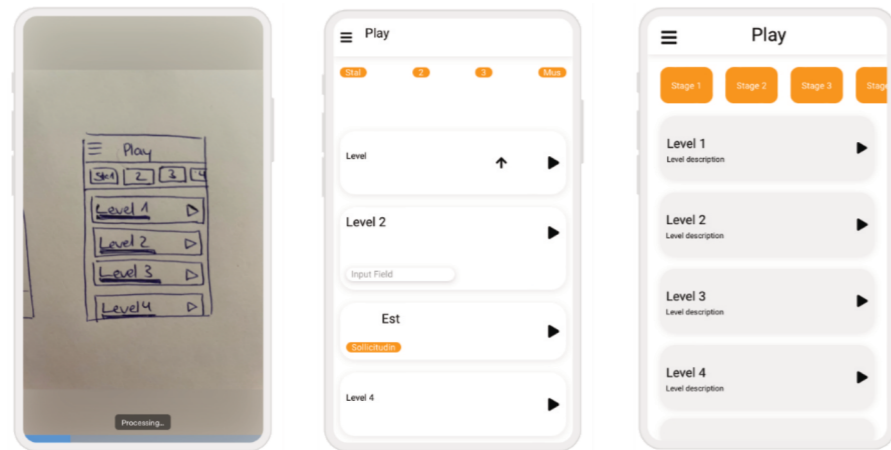 Play
St1 2 3 4
Level 1
Level 2
Level 3
Level 4
Processing...
Play
Stal 2 3 Mus
Level
Level 2
Input Field
Est
Sollicitudin
Level 4
Play
Stage 1 Stage 2 Stage 3 Stag
Level 1
Level description
Level 2
Level description
Level 3
Level description
Level 4
Level description